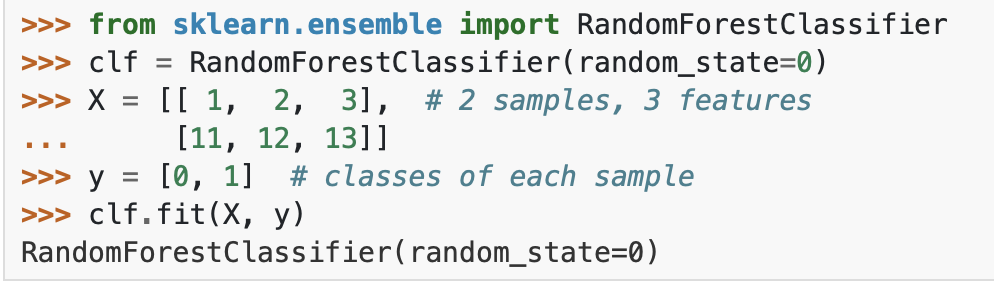 >>> from sklearn.ensemble import RandomForestClassifier
>>> clf = RandomForestClassifier(random_state=0)
>>> X = [[ 1,  2,  3],  # 2 samples, 3 features
...      [11, 12, 13]]
>>> y = [0, 1]  # classes of each sample
>>> clf.fit(X, y)
RandomForestClassifier(random_state=0)